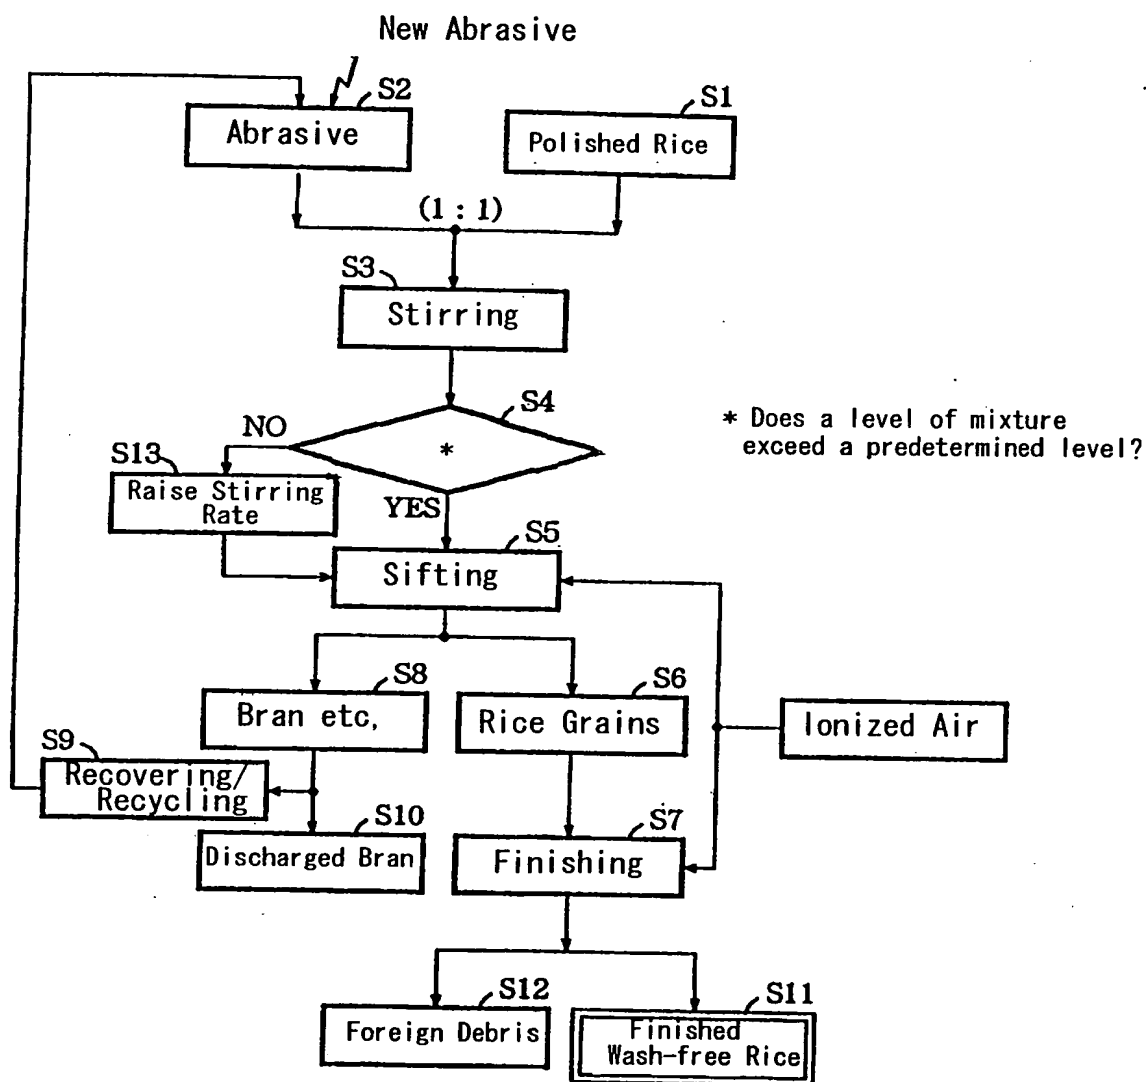 New Abrasive
S2
Abrasive
S1
Polished Rice
(1 : 1)
S3
Stirring
S4
NO
*
* Does a level of mixture
exceed a predetermined level?
S13
Raise Stirring
Rate
YES
S5
Sifting
S8
Bran etc,
S6
Rice Grains
Ionized Air
S9
Recovering/
Recycling
S10
Discharged Bran
S7
Finishing
S12
Foreign Debris
S11
Finished
Wash-free Rice